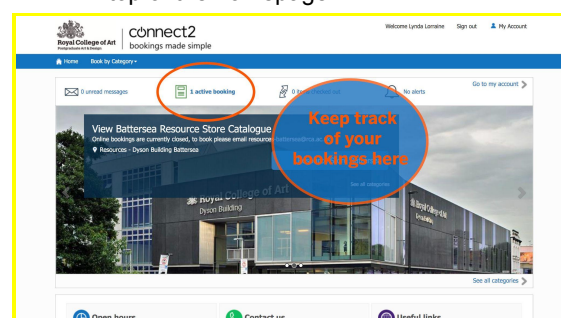 Welcome Lynda Lorraine Sign out My Account
Royal College of Art
Postgraduate Art & Design
connect2
bookings made simple
Home Book by Category
0 unread messages
1 active booking
No alerts
Go to my account
Keep track
of your
bookings here
View Battersea Resource Store Catalogue
Online bookings are currently closed, to book please email
Resources - Dyson Building Battersea
See all categories
Royal College of Art
Dyson Building
See all categories
Open hours
Contact us
Useful links